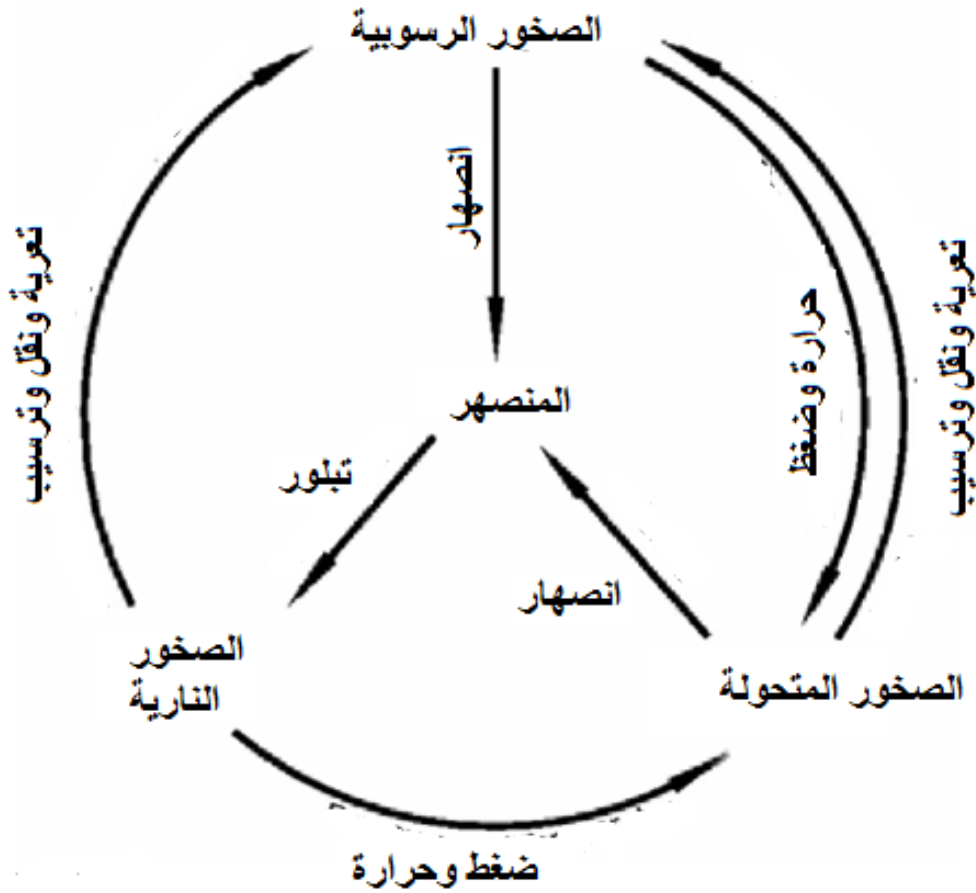 الصخور الرسوبية
انصهار
تعرية ونقل وترسيب
حرارة وضغظ
تعرية ونقل وترسيب
المنصهر
تبلور
انصهار
الصخور
النارية
الصخور المتحولة
ضغط وحرارة